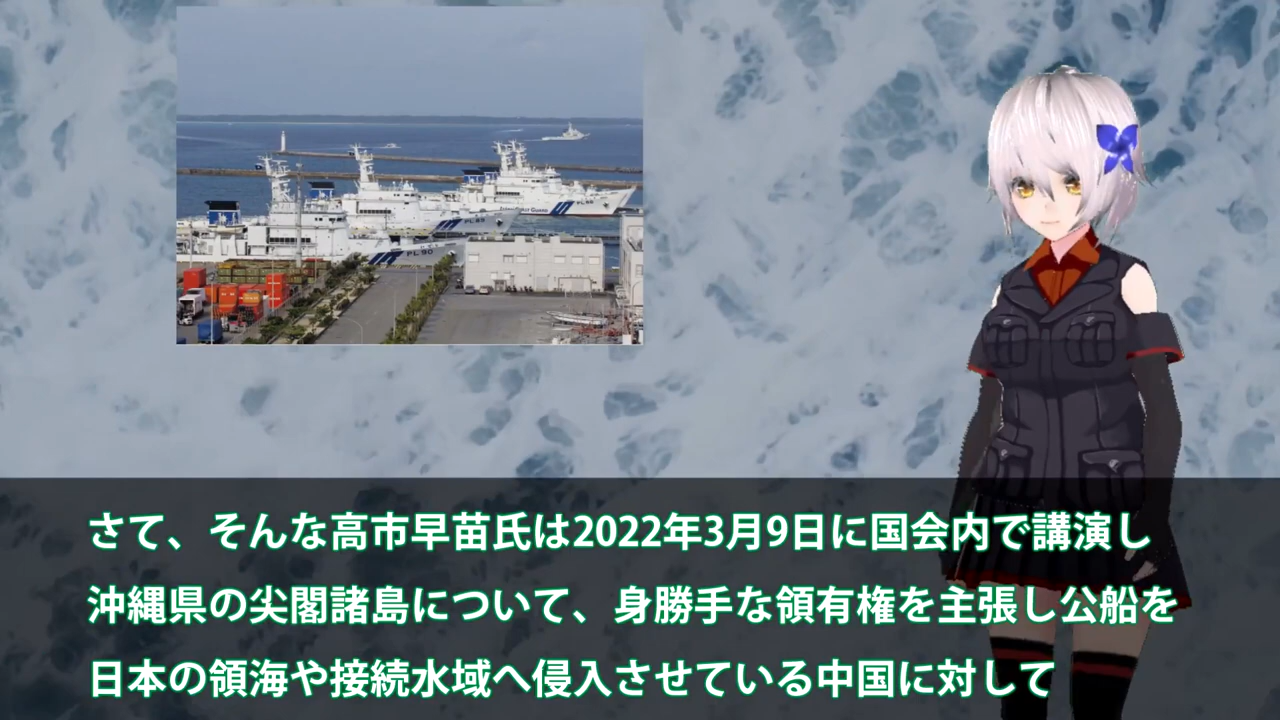 Japan Coast Guard
PL90
さて、そんな高市早苗氏は2022年3月9日に国会内で講演し
沖縄県の尖閣諸島について、身勝手な領有権を主張し公船を
日本の領海や接続水域へ侵入させている中国に対して